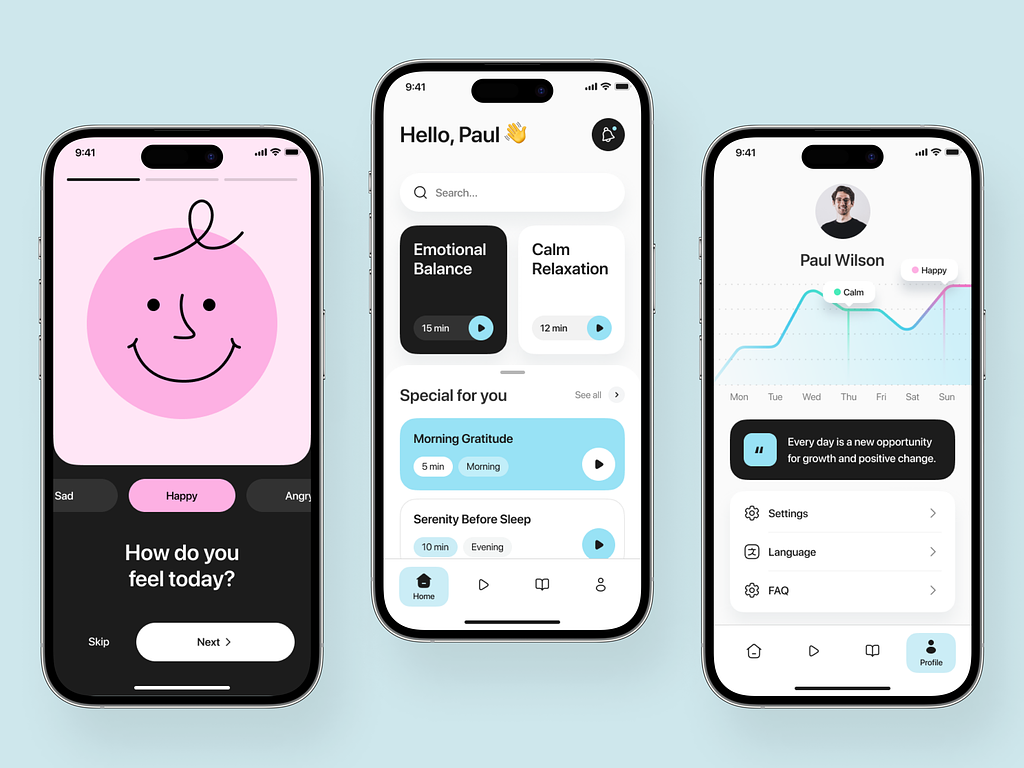 9:41
Sad
Happy
Angry
How do you
feel today?
Skip
Next
9:41
Hello, Paul 👋
Search...
Emotional
Balance
15 min
Calm
Relaxation
12 min
Special for you
See all
Morning Gratitude
5 min
Morning
Serenity Before Sleep
10 min
Evening
Home
9:41
Paul Wilson
Happy
Calm
Mon
Tue
Wed
Thu
Fri
Sat
Sun
"
Every day is a new opportunity
for growth and positive change.
Settings
文
Language
FAQ
Profile